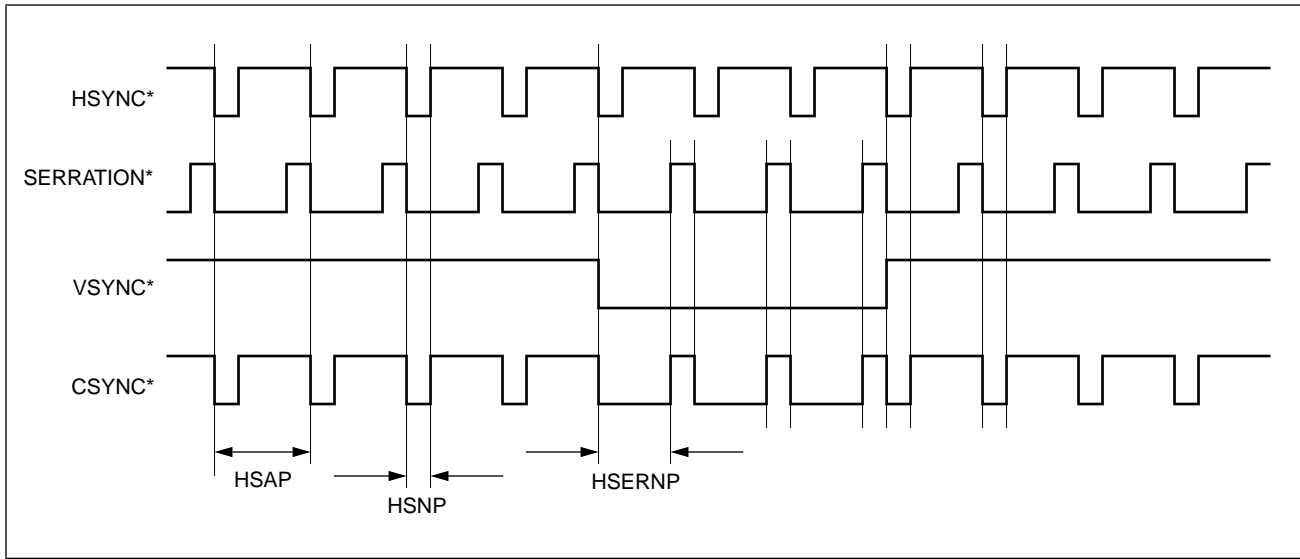 HSYNC*
SERRATION*
VSYNC*
CSYNC*
HSAP
HSNP
HSERNP